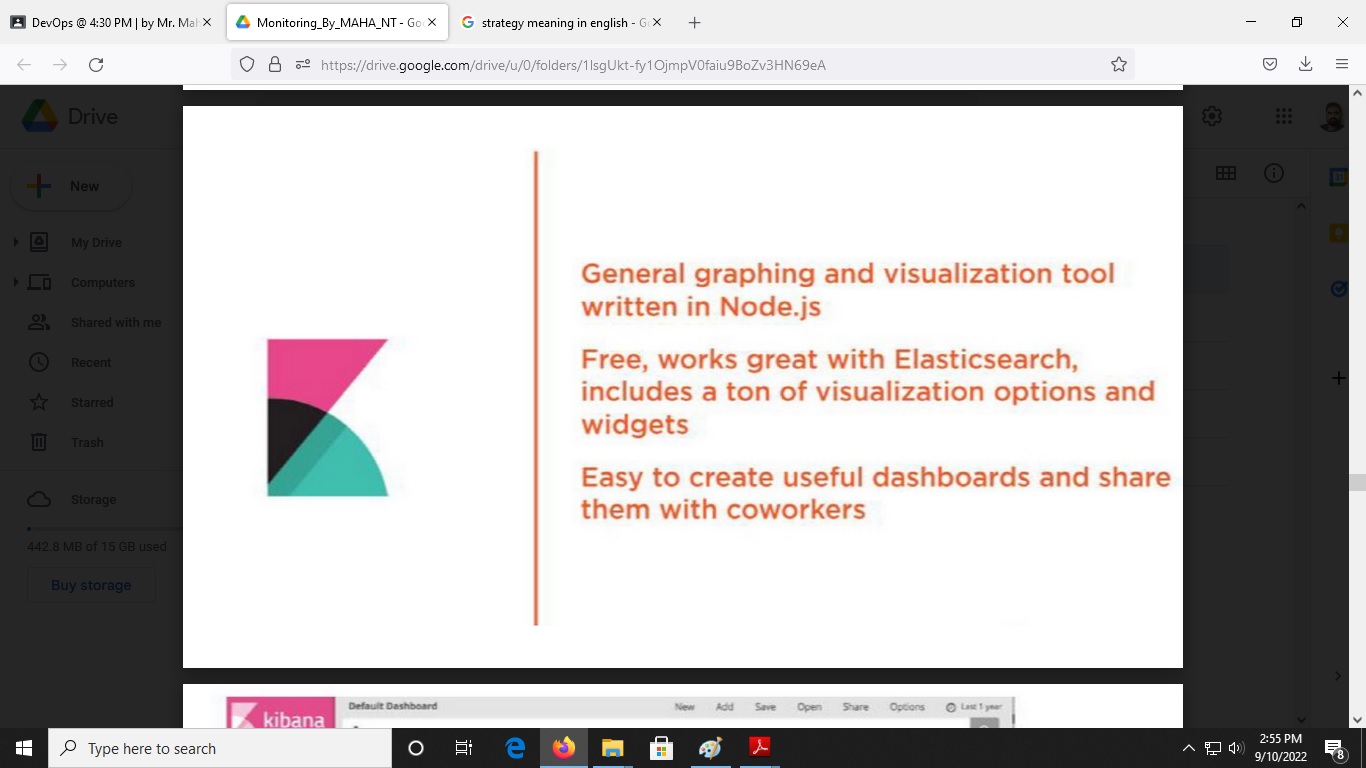 DevOps @ 4:30 PM | by Mr. Mah
Monitoring_By_MAHA_NT - Goo
strategy meaning in english - Go
https://drive.google.com/drive/u/0/folders/1lsgUkt-fy1OjmpV0faiu9BoZv3HN69eA
Drive
New
My Drive
Computers
Shared with me
Recent
Starred
Trash
Storage
442.8 MB of 15 GB used
Buy storage
General graphing and visualization tool
written in Node.js
Free, works great with Elasticsearch,
includes a ton of visualization options and
widgets
Easy to create useful dashboards and share
them with coworkers
kibana
Default Dashboard
New Add Save Open Share Options Last 1 year
Type here to search
2:55 PM
9/10/2022
8